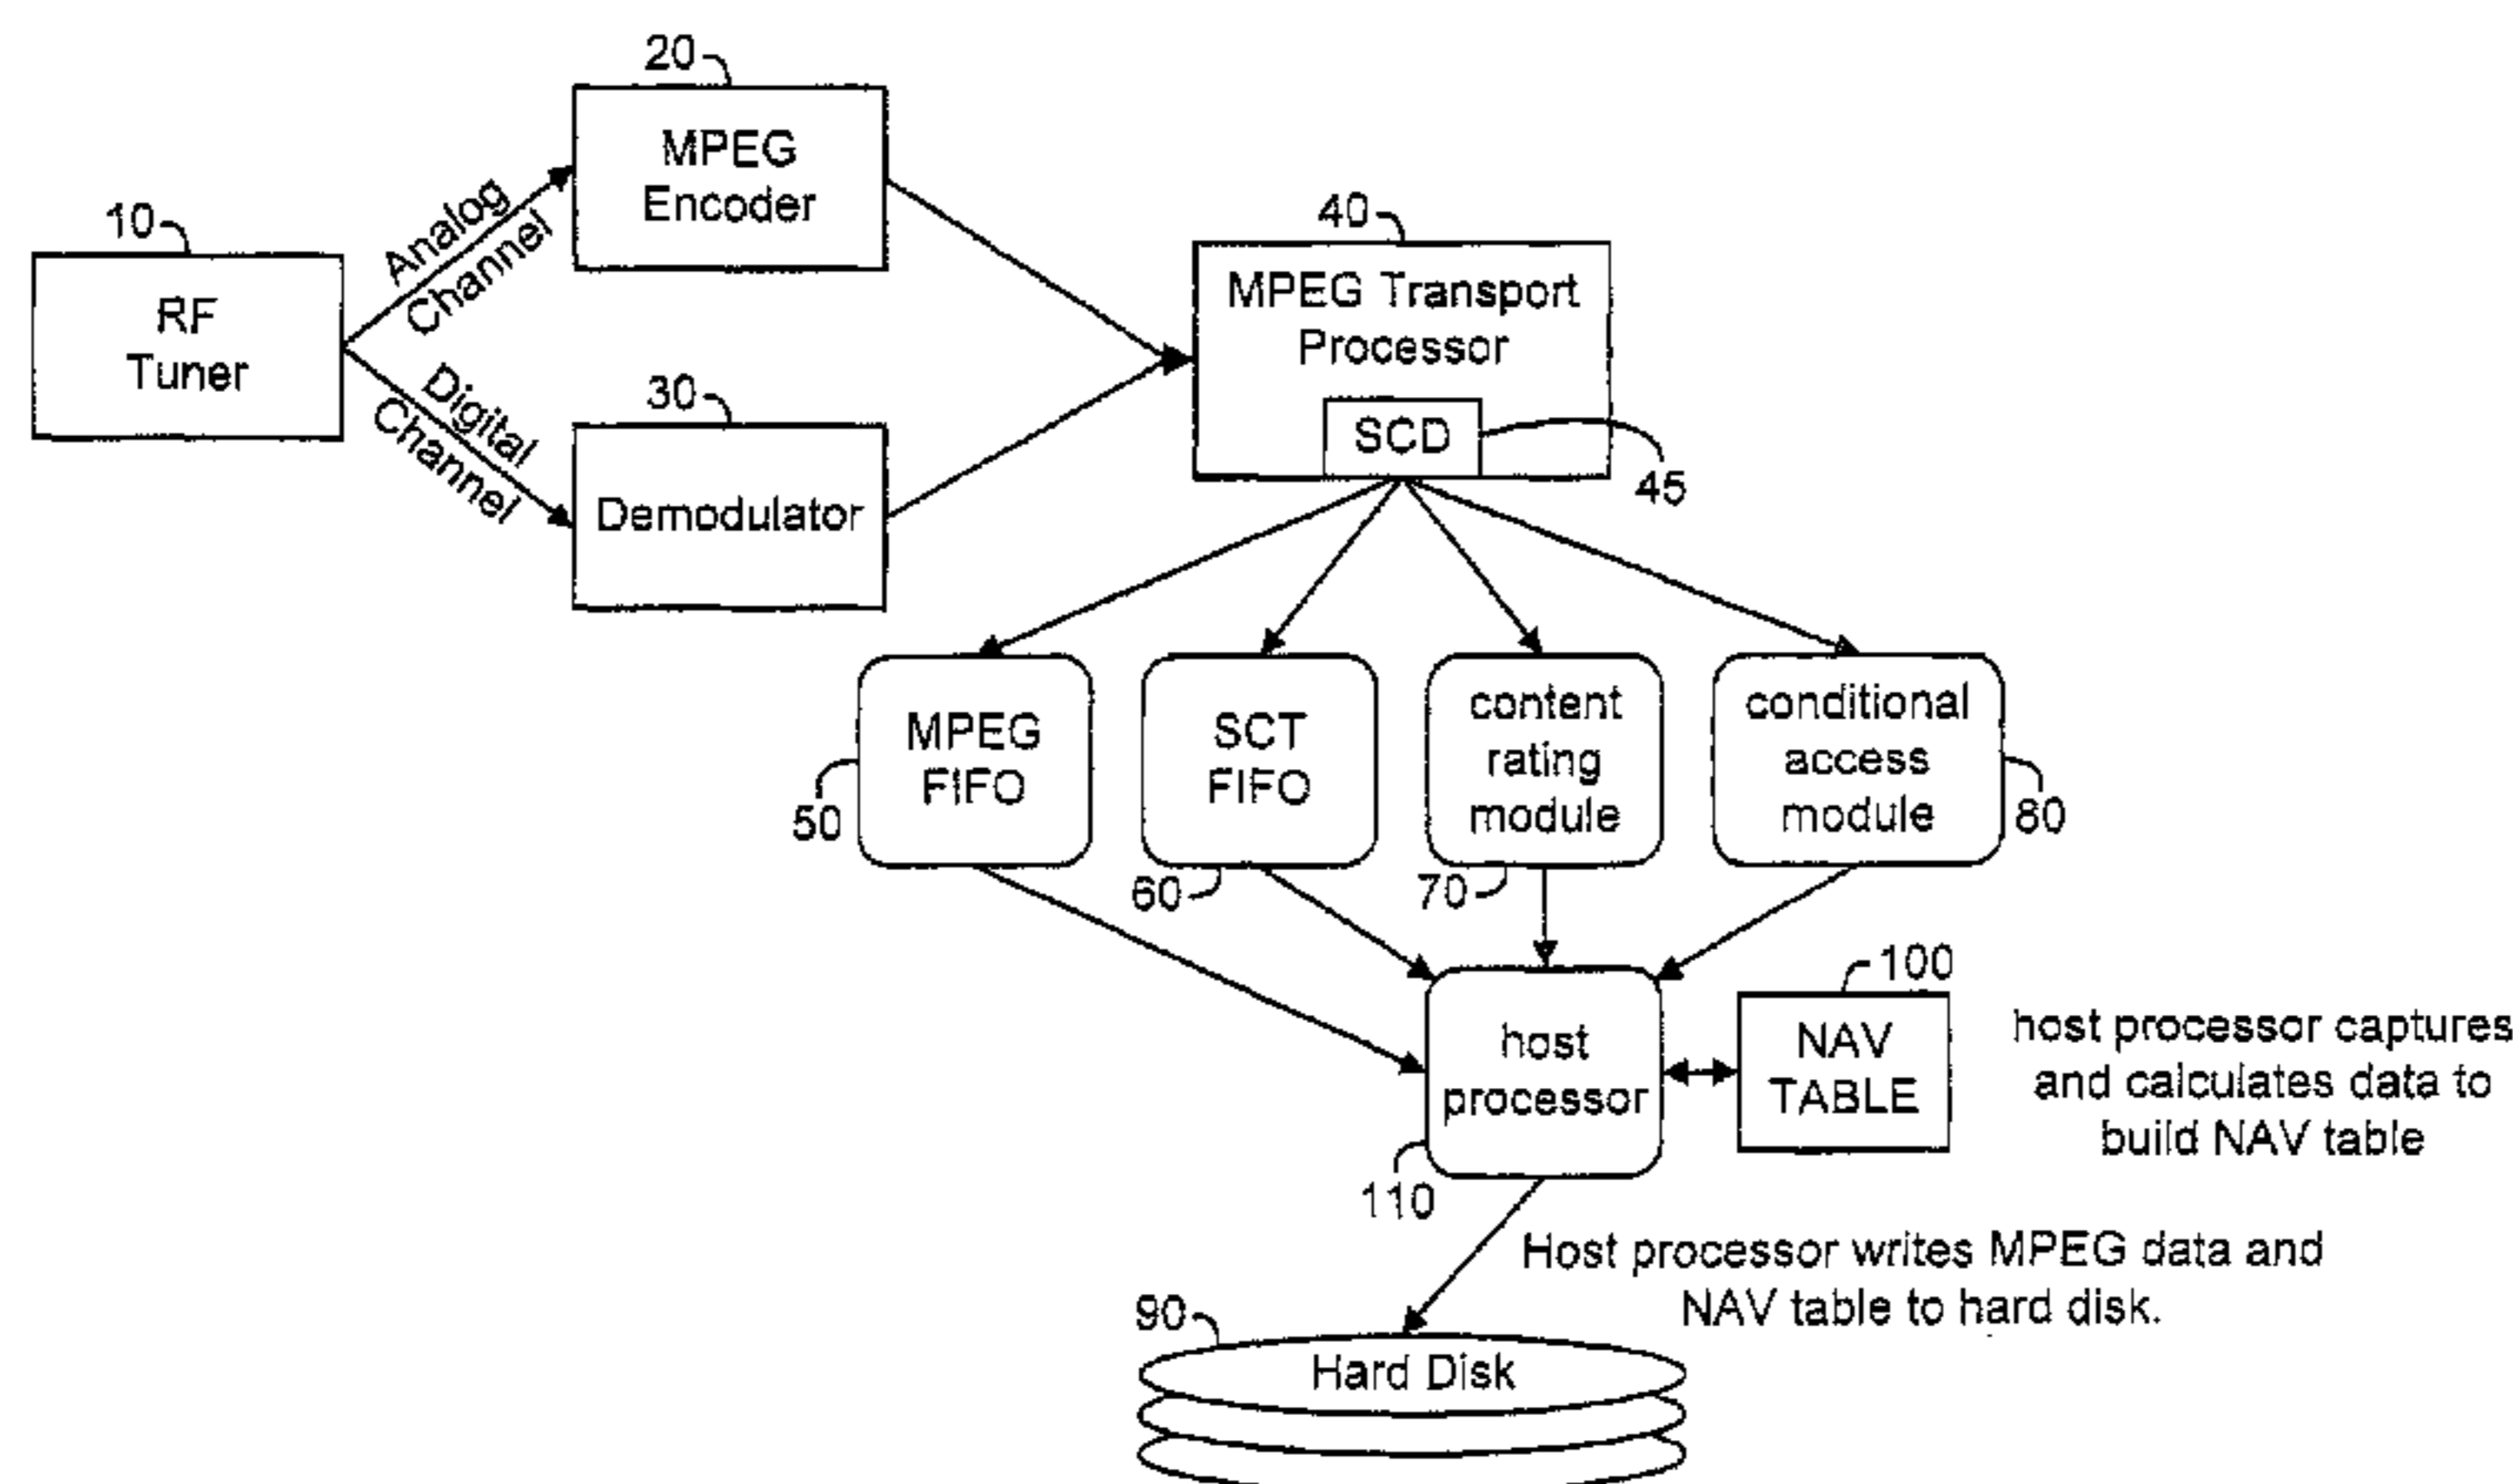 20
MPEG
Encoder
10
RF
Tuner
Analog
Channel
Digital
Channel
30
Demodulator
40
MPEG Transport
Processor
SCD
45
MPEG
FIFO
50
SCT
FIFO
60
content
rating
module
70
conditional
access
module
80
host
processor
110
100
NAV
TABLE
host processor captures
and calculates data to
build NAV table
Host processor writes MPEG data and
NAV table to hard disk.
90
Hard Disk